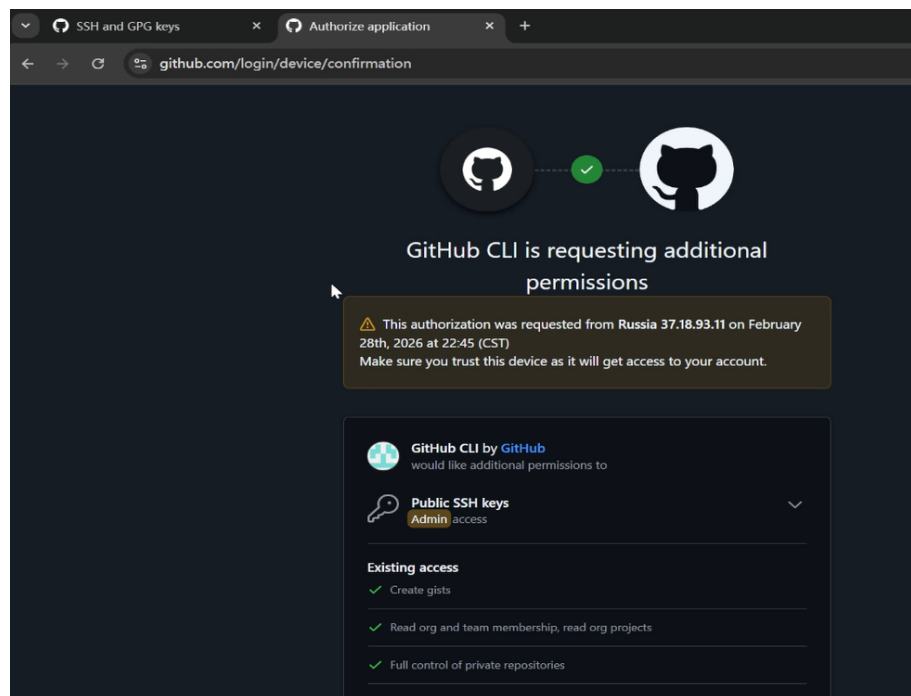 SSH and GPG keys
Authorize application
github.com/login/device/confirmation
GitHub CLI is requesting additional
permissions
This authorization was requested from Russia 37.18.93.11 on February
28th, 2026 at 22:45 (CST)
Make sure you trust this device as it will get access to your account.
GitHub CLI by GitHub
would like additional permissions to
Public SSH keys
Admin access
Existing access
Create gists
Read org and team membership, read org projects
Full control of private repositories